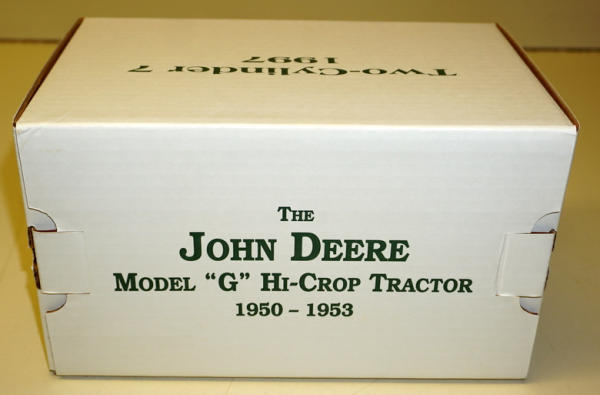 Two-Cylinder 7
1997
The
John Deere
Model “G” Hi-Crop Tractor
1950 – 1953